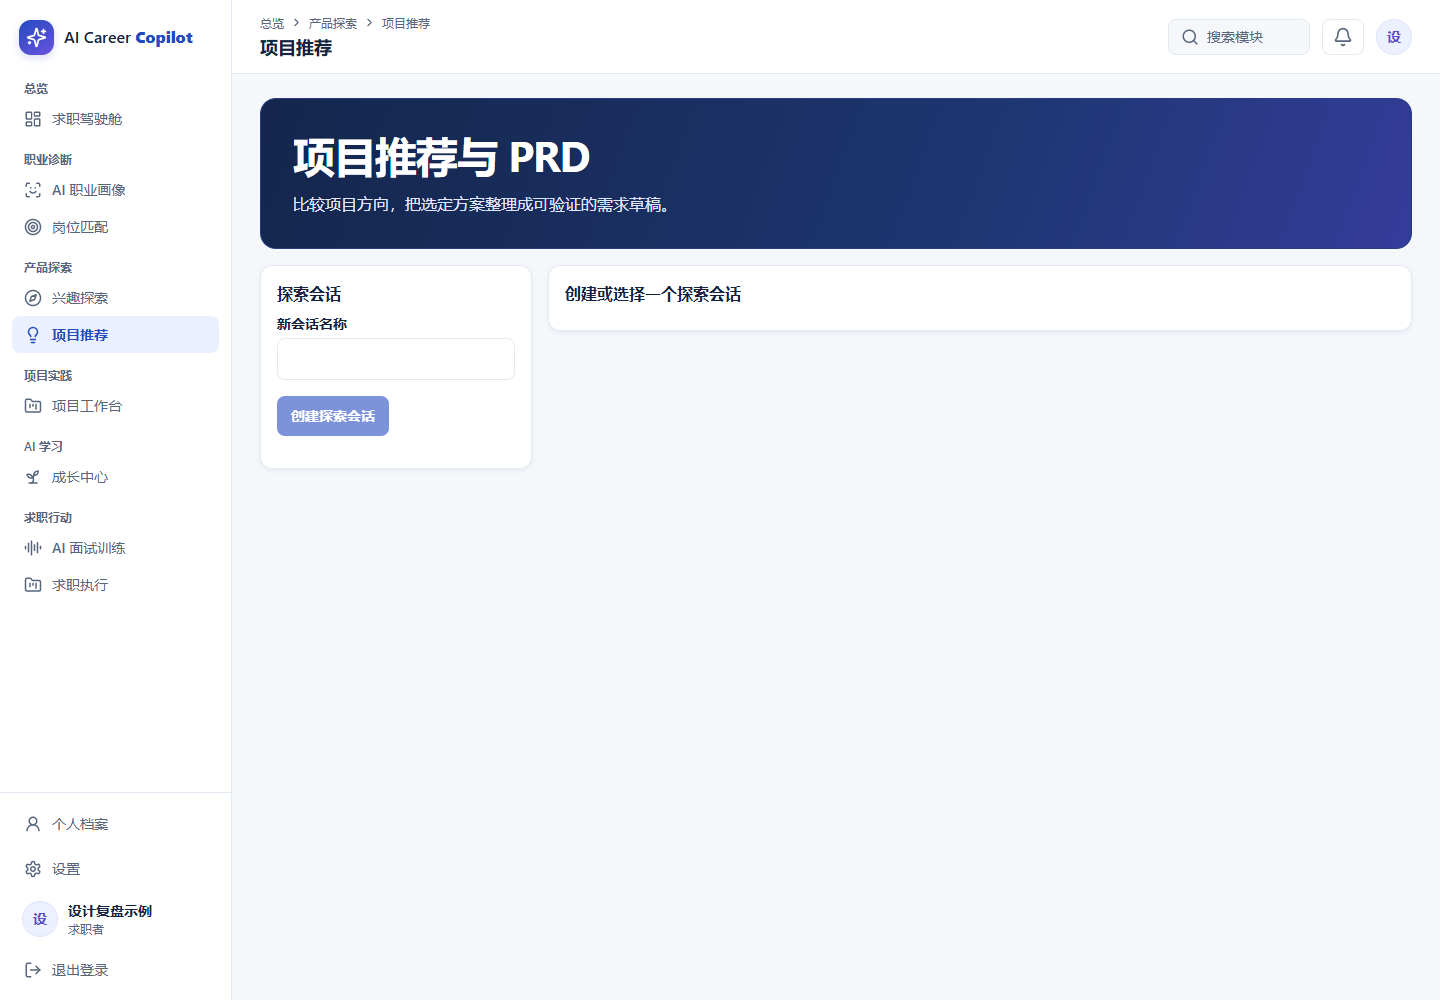 AI Career Copilot
总览
求职驾驶舱
职业诊断
AI 职业画像
岗位匹配
产品探索
兴趣探索
项目推荐
项目实践
项目工作台
AI 学习
成长中心
求职行动
AI 面试训练
求职执行
个人档案
设置
设
设计复盘示例
求职者
退出登录
总览 > 产品探索 > 项目推荐
项目推荐
搜索模块
设
项目推荐与 PRD
比较项目方向，把选定方案整理成可验证的需求草稿。
探索会话
新会话名称
创建探索会话
创建或选择一个探索会话